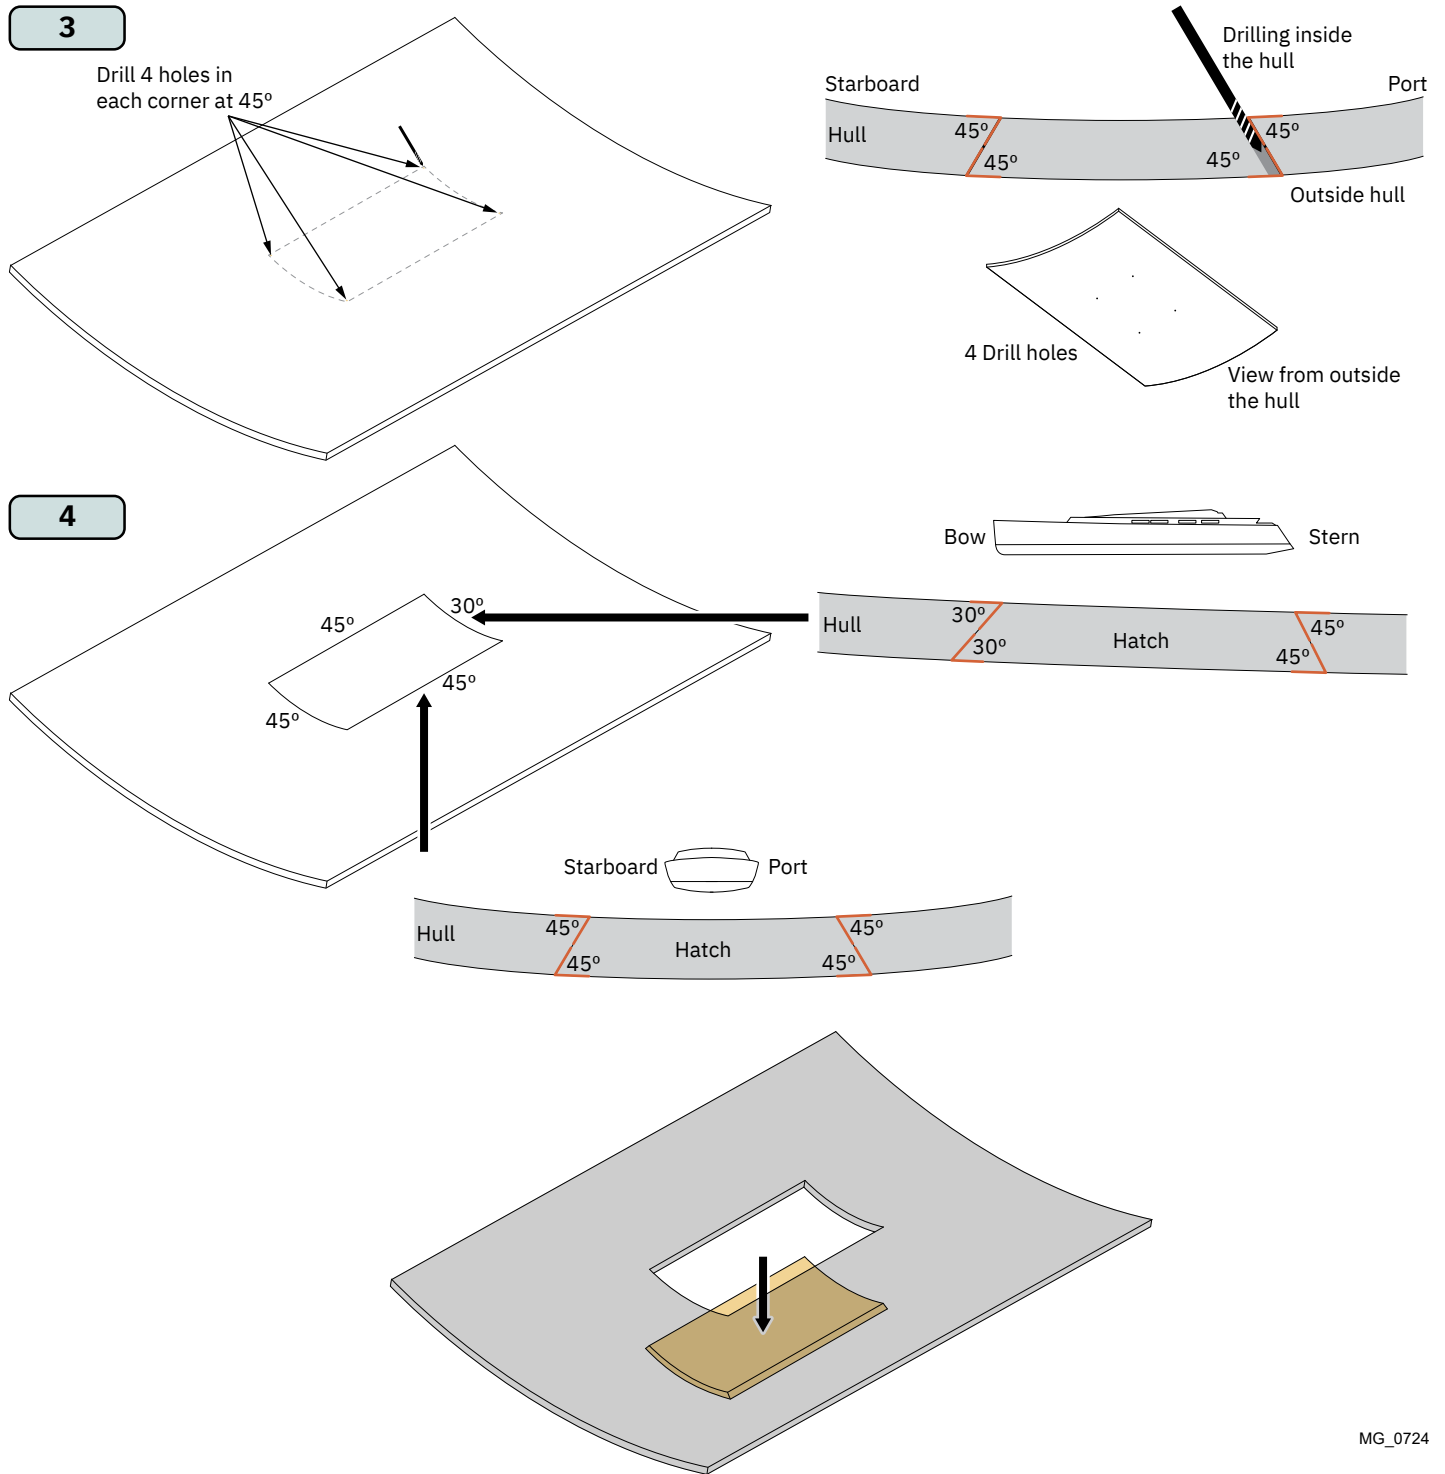 3
Drill 4 holes in
each corner at 45º
Drilling inside
the hull
Starboard
Port
Hull
45º
45º
45º
45º
Outside hull
4 Drill holes
View from outside
the hull
4
Bow
Stern
30º
45º
45º
45º
Hull
30º
30º
Hatch
45º
45º
Starboard
Port
Hull
45º
45º
Hatch
45º
45º
MG_0724